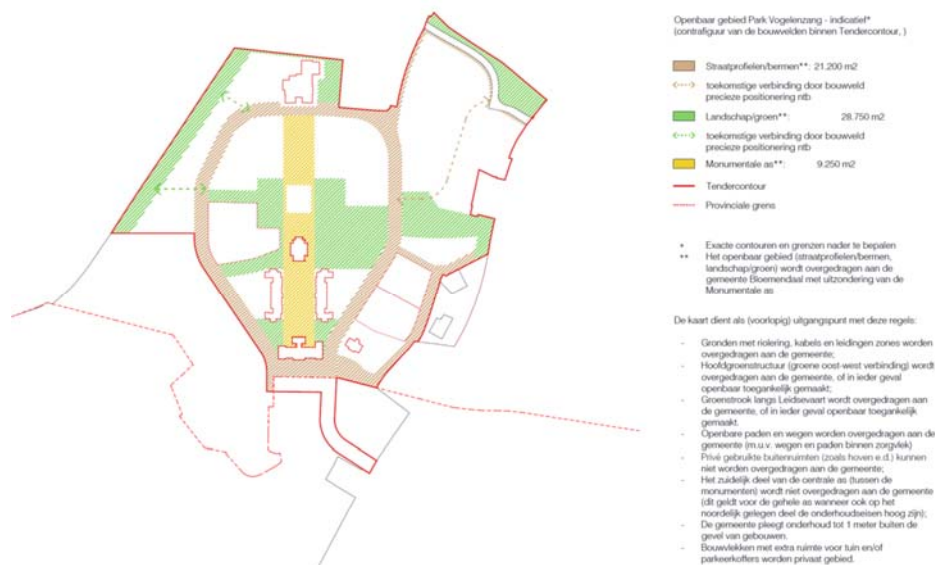 Openbaar gebied Park Vogelenzang - indicatief*
(contrafiguur van de bouwvelden binnen Tendercontour, )
Straatprofielen/bermen**: 21.200 m2
toekomstige verbinding door bouwveld
precieze positionering ntb
Landschap/groen**: 28.750 m2
toekomstige verbinding door bouwveld
precieze positionering ntb
Monumentale as**: 9.250 m2
Tendercontour
Provinciale grens
* Exacte contouren en grenzen nader te bepalen
** Het openbaar gebied (straatprofielen/bermen,
landschap/groen) wordt overgedragen aan de
gemeente Bloemendaal met uitzondering van de
Monumentale as
De kaart dient als (voorlopig) uitgangspunt met deze regels:
- Gronden met riolering, kabels en leidingen zones worden
overgedragen aan de gemeente;
- Hoofdgroenstructuur (groene oost-west verbinding) wordt
overgedragen aan de gemeente, of in ieder geval
openbaar toegankelijk gemaakt;
- Groenstrook langs Leidsevaart wordt overgedragen aan
de gemeente, of in ieder geval openbaar toegankelijk
gemaakt.
- Openbare paden en wegen worden overgedragen aan de
gemeente (m.u.v. wegen en paden binnen zorgvlek)
- Privé gebruikte buitenruimten (zoals hoven e.d.) kunnen
niet worden overgedragen aan de gemeente;
- Het zuidelijk deel van de centrale as (tussen de
monumenten) wordt niet overgedragen aan de gemeente
(dit geldt voor de gehele as wanneer ook op het
noordelijk gelegen deel de onderhoudseisen hoog zijn);
- De gemeente pleegt onderhoud tot 1 meter buiten de
gevel van gebouwen.
- Bouwvlekken met extra ruimte voor tuin en/of
parkeerkoffers worden privaat gebied.